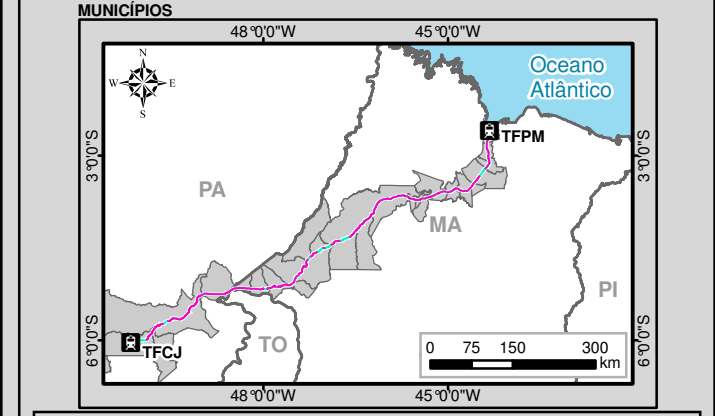 MUNICÍPIOS
48°0'0"W 45°0'0"W
N
W E
S
Oceano
Atlântico
TFPM
3°0'0"S 3°0'0"S
PA
MA
PI
TO
TFCJ
6°0'0"S 6°0'0"S
0 75 150 300
km
48°0'0"W 45°0'0"W